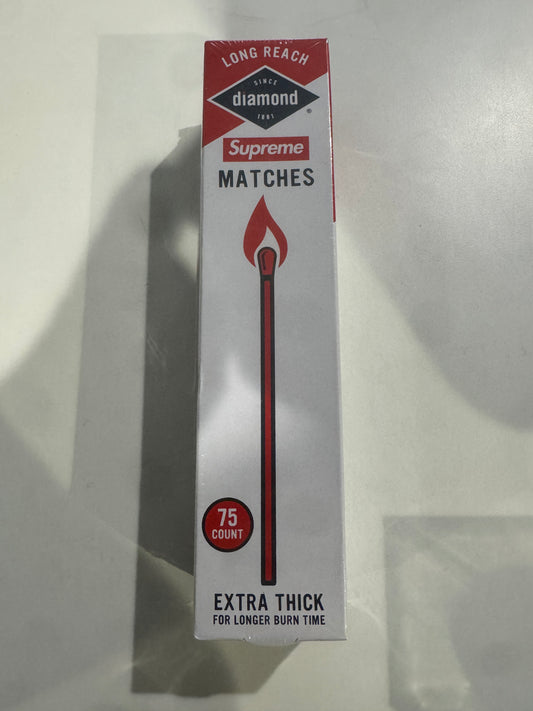 LONG REACH
SINCE
diamond
®
1881
Supreme
MATCHES
75
COUNT
EXTRA THICK
FOR LONGER BURN TIME